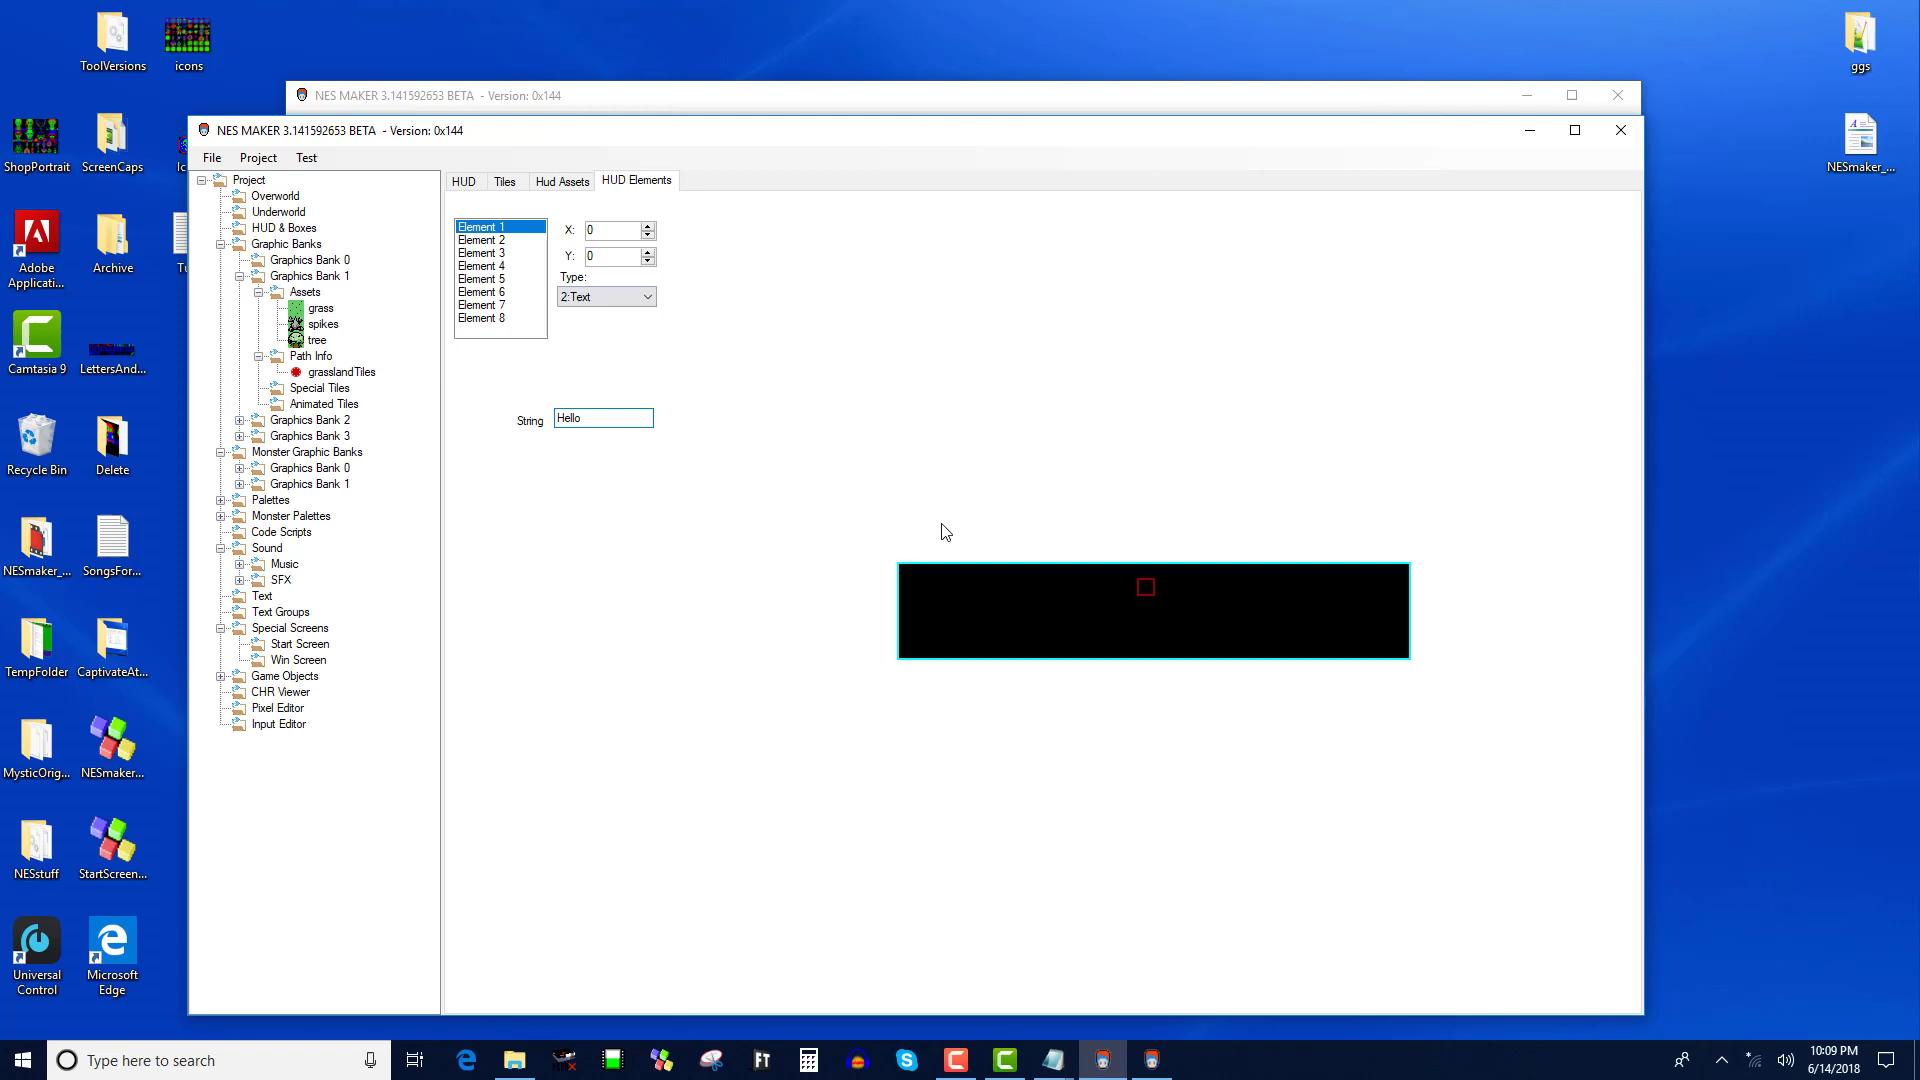 ToolVersions
icons
ggs
NES MAKER 3.141592653 BETA - Version: 0x144
NES MAKER 3.141592653 BETA - Version: 0x144
ShopPortrait
ScreenCaps
NESmaker_...
File
Project
Test
Project
Overworld
Underworld
HUD & Boxes
Graphic Banks
Graphics Bank 0
Graphics Bank 1
Assets
grass
spikes
tree
Path Info
grasslandTiles
Special Tiles
Animated Tiles
Graphics Bank 2
Graphics Bank 3
Monster Graphic Banks
Graphics Bank 0
Graphics Bank 1
Palettes
Monster Palettes
Code Scripts
Sound
Music
SFX
Text
Text Groups
Special Screens
Start Screen
Win Screen
Game Objects
CHR Viewer
Pixel Editor
Input Editor
HUD
Tiles
Hud Assets
HUD Elements
Element 1
Element 2
Element 3
Element 4
Element 5
Element 6
Element 7
Element 8
X: 0
Y: 0
Type:
2:Text
String
Hello
Adobe
Applicati...
Archive
Camtasia 9
LettersAnd...
Recycle Bin
Delete
NESmaker_...
SongsFor...
TempFolder
CaptivateAt...
MysticOrig...
NESmaker...
NESstuff
StartScreen...
Universal
Control
Microsoft
Edge
Type here to search
FT
10:09 PM
6/14/2018